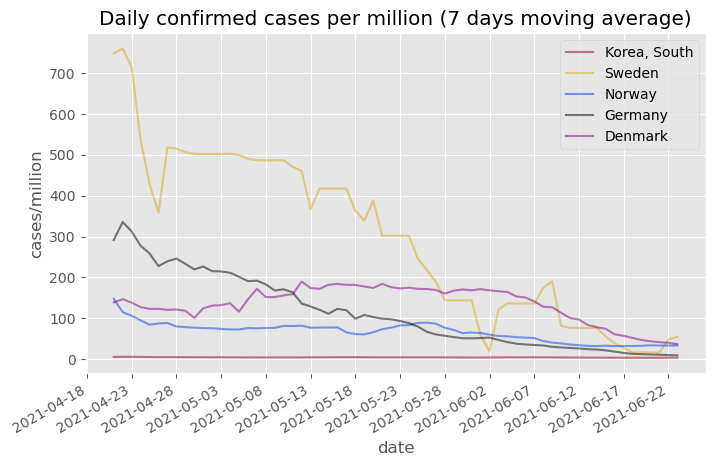 Daily confirmed cases per million (7 days moving average)
Korea, South
Sweden
Norway
Germany
Denmark
cases/million
700
600
500
400
300
200
100
0
2021-04-18
2021-04-23
2021-04-28
2021-05-03
2021-05-08
2021-05-13
2021-05-18
2021-05-23
2021-05-28
2021-06-02
2021-06-07
2021-06-12
2021-06-17
2021-06-22
date